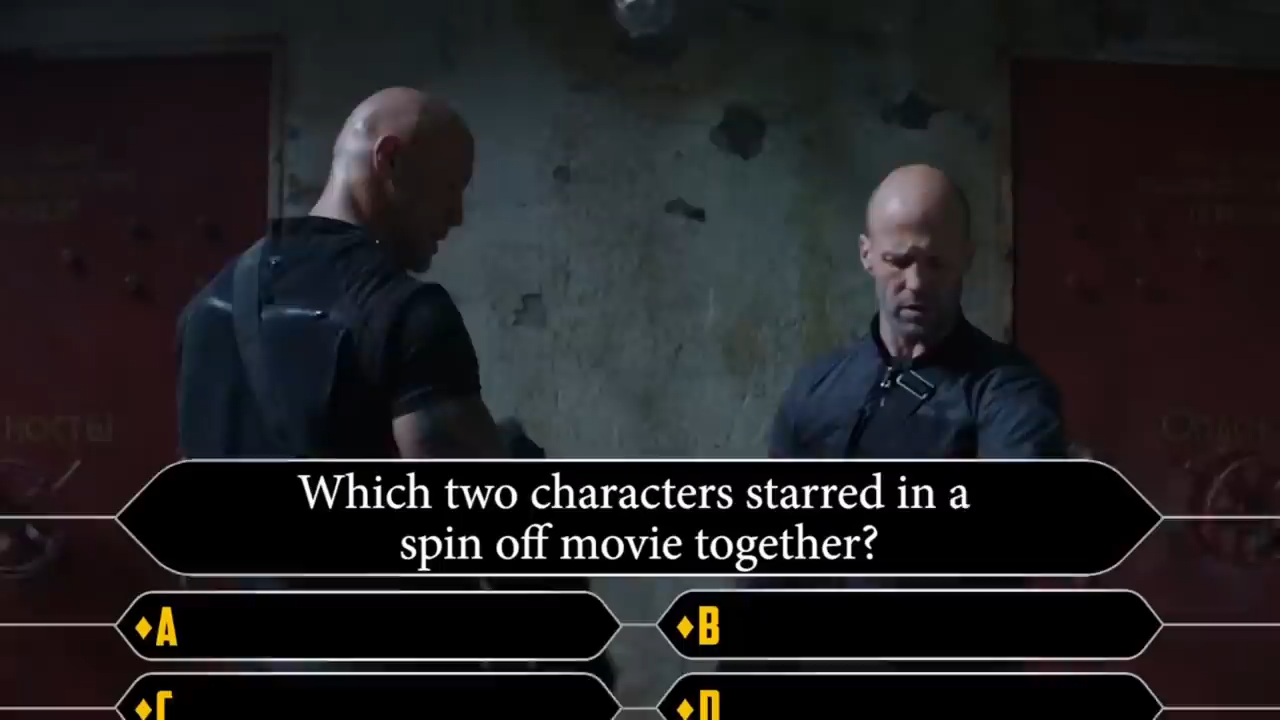 Which two characters starred in a
spin off movie together?
A
B
C
D